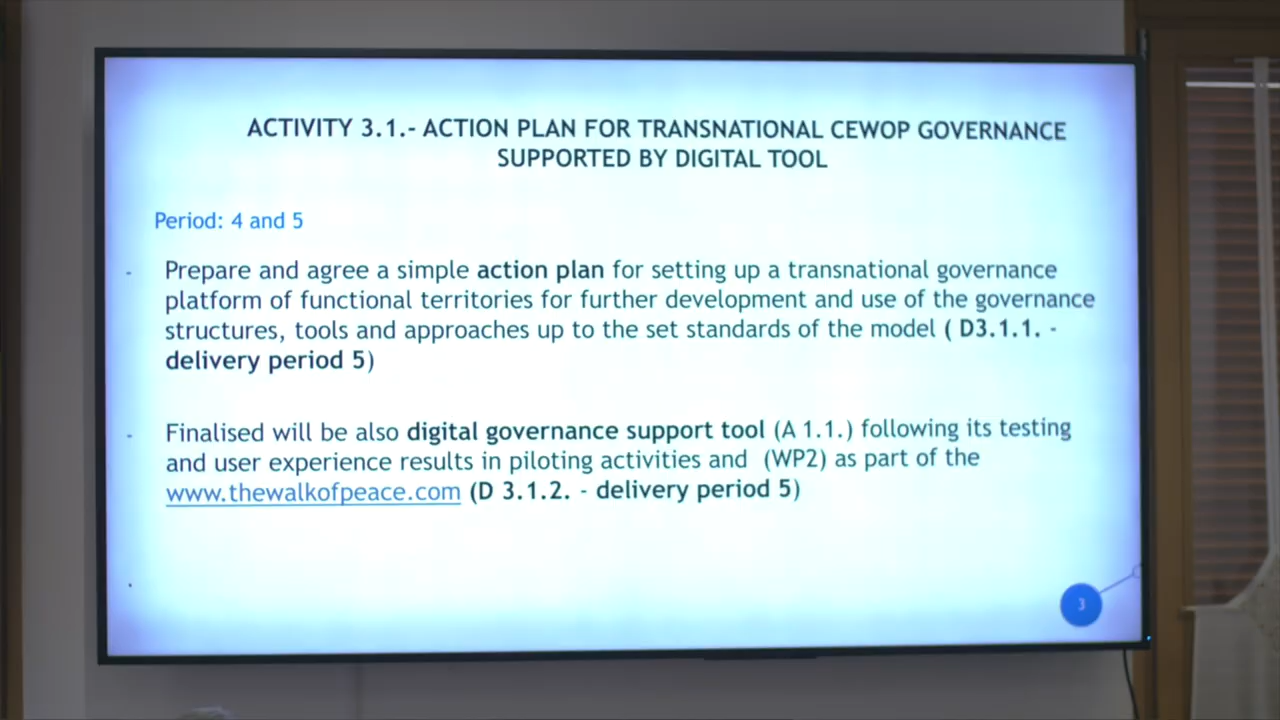 ACTIVITY 3.1.- ACTION PLAN FOR TRANSNATIONAL CEWOP GOVERNANCE
SUPPORTED BY DIGITAL TOOL
Period: 4 and 5
- Prepare and agree a simple action plan for setting up a transnational governance
platform of functional territories for further development and use of the governance
structures, tools and approaches up to the set standards of the model ( D3.1.1. -
delivery period 5)
- Finalised will be also digital governance support tool (A 1.1.) following its testing
and user experience results in piloting activities and (WP2) as part of the
www.thewalkofpeace.com (D 3.1.2. - delivery period 5)
3